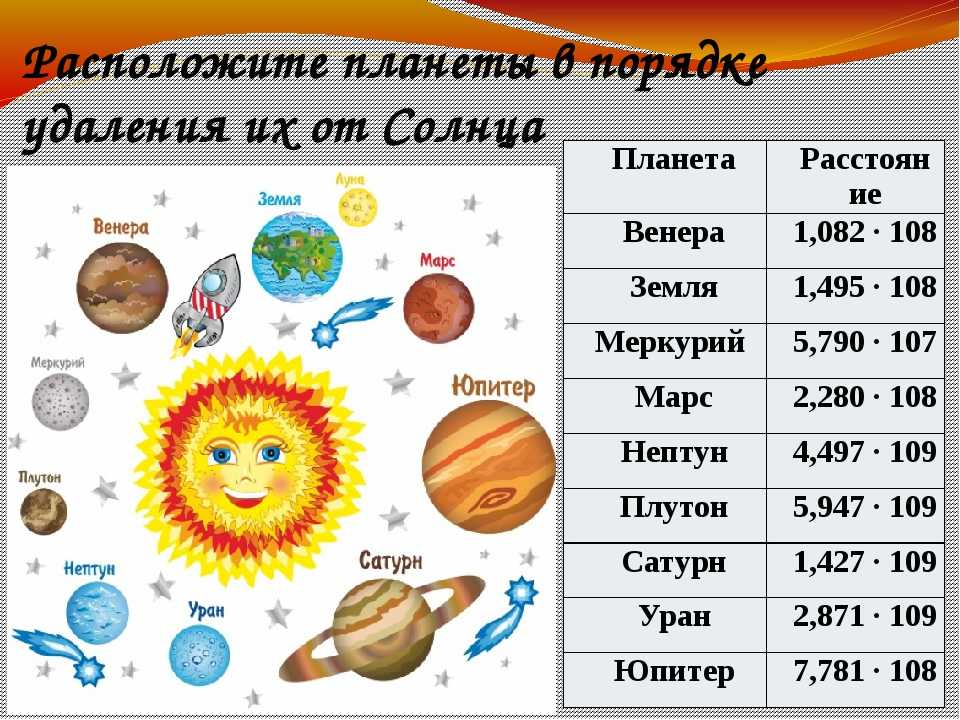 Расположите планеты в порядке
удаления их от Солнца
Луна
Земля
Венера
Марс
Меркурий
Юпитер
Плутон
Сатурн
Нептун
Уран
Планета Расстоян
ие
Венера 1,082 · 108
Земля 1,495 · 108
Меркурий 5,790 · 107
Марс 2,280 · 108
Нептун 4,497 · 109
Плутон 5,947 · 109
Сатурн 1,427 · 109
Уран 2,871 · 109
Юпитер 7,781 · 108